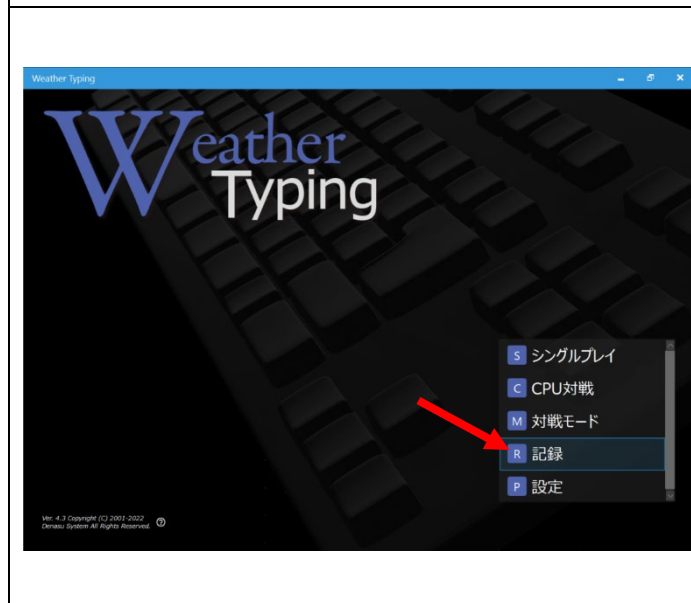 Weather Typing
Weather
Typing
S シングルプレイ
C CPU対戦
M 対戦モード
R 記録
P 設定
Ver. 4.3 Copyright (C) 2001-2022
Denasu System All Rights Reserved.